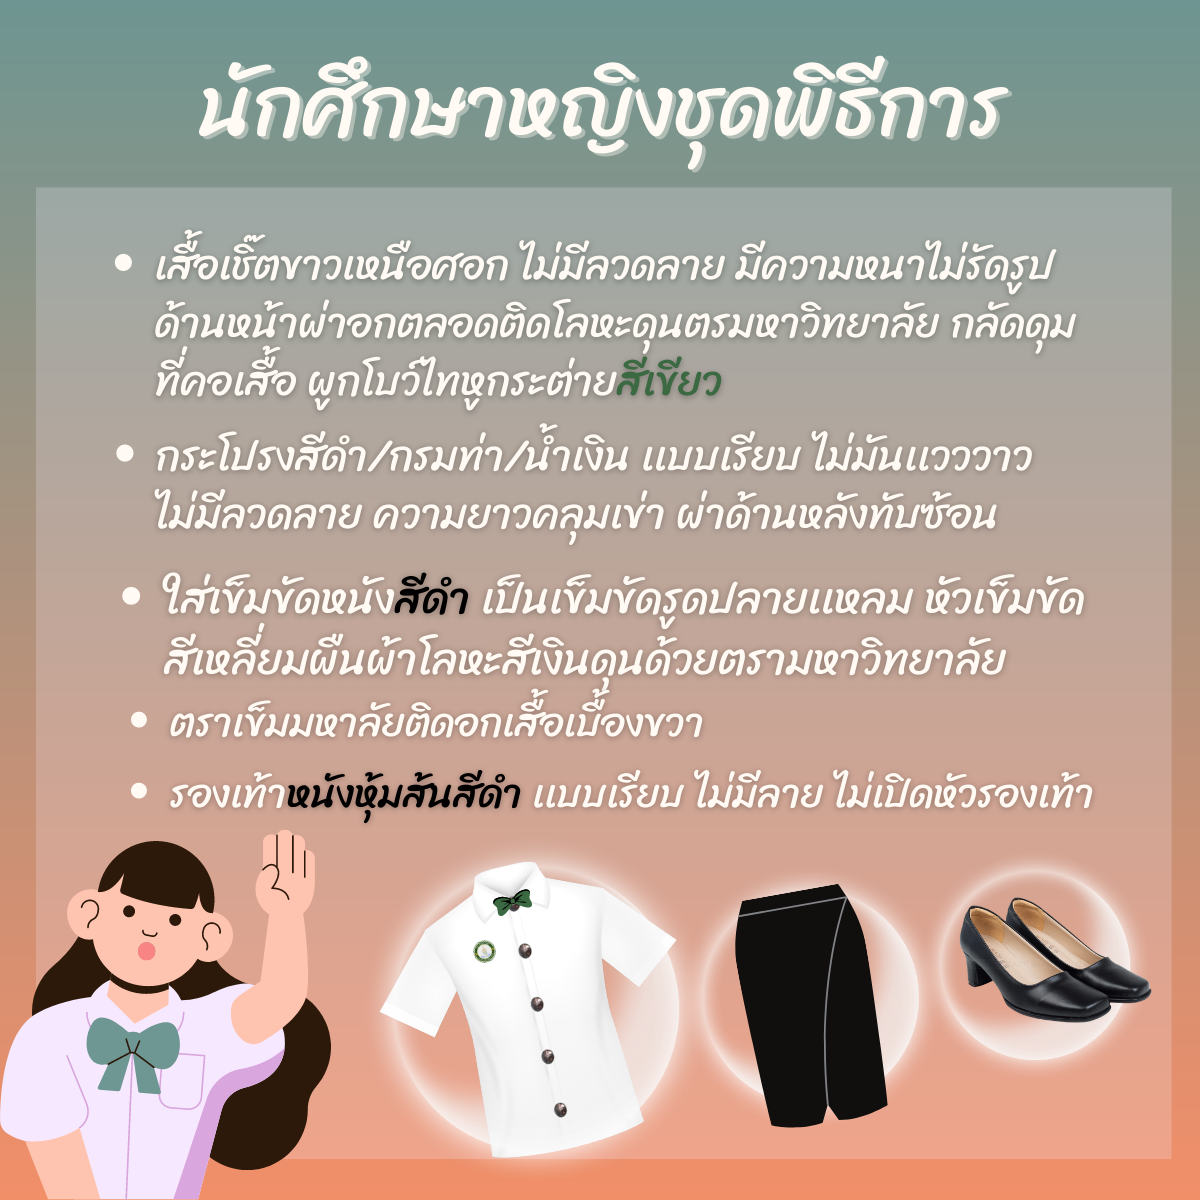 นักศึกษาหญิงชุดพิธีการ
เสื้อเชิ๊ตขาวเหนือศอก ไม่มีลวดลาย มีความหนาไม่รัดรูป
ด้านหน้าผ่าอกตลอดติดโลหะดุนตรมหาวิทยาลัย กลัดดุม
ที่คอเสื้อ ผูกโบว์ไทหูกระต่ายสีเขียว
กระโปรงสีดำ/กรมท่า/น้ำเงิน แบบเรียบ ไม่มันแวววาว
ไม่มีลวดลาย ความยาวคลุมเข่า ผ่าด้านหลังทับซ้อน
ใส่เข็มขัดหนังสีดำ เป็นเข็มขัดรูดปลายแหลม หัวเข็มขัด
สีเหลี่ยมผืนผ้าโลหะสีเงินดุนด้วยตรามหาวิทยาลัย
ตราเข็มมหาลัยติดอกเสื้อเบื้องขวา
รองเท้าหนังหุ้มส้นสีดำ แบบเรียบ ไม่มีลาย ไม่เปิดหัวรองเท้า